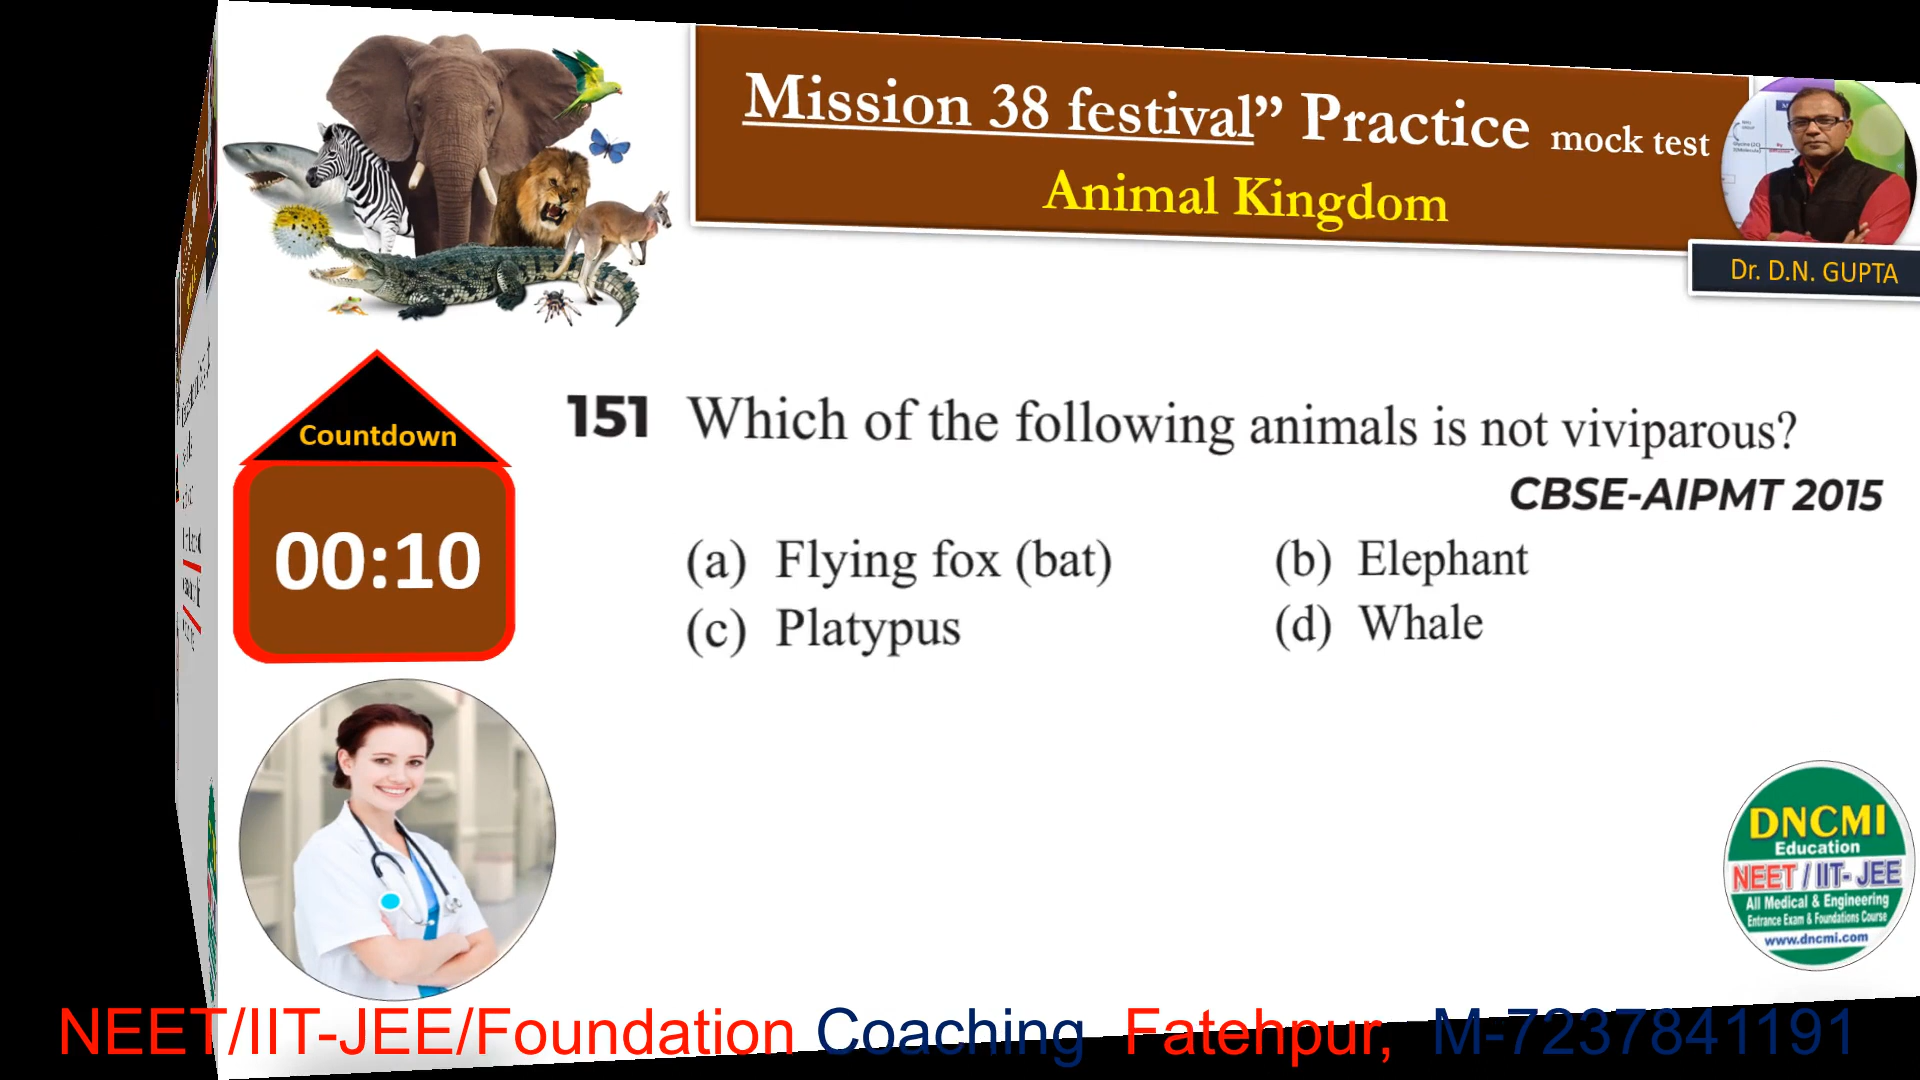 Mission 38 festival” Practice mock test
Animal Kingdom
Dr. D.N. GUPTA
Countdown
00:10
151 Which of the following animals is not viviparous?
CBSE-AIPMT 2015
(a) Flying fox (bat) (b) Elephant
(c) Platypus (d) Whale
DNCMI
Education
NEET / IIT- JEE
All Medical & Engineering
Entrance Exam & Foundations Course
www.dncmi.com
NEET/IIT-JEE/Foundation Coaching Fatehpur, M-7237841191